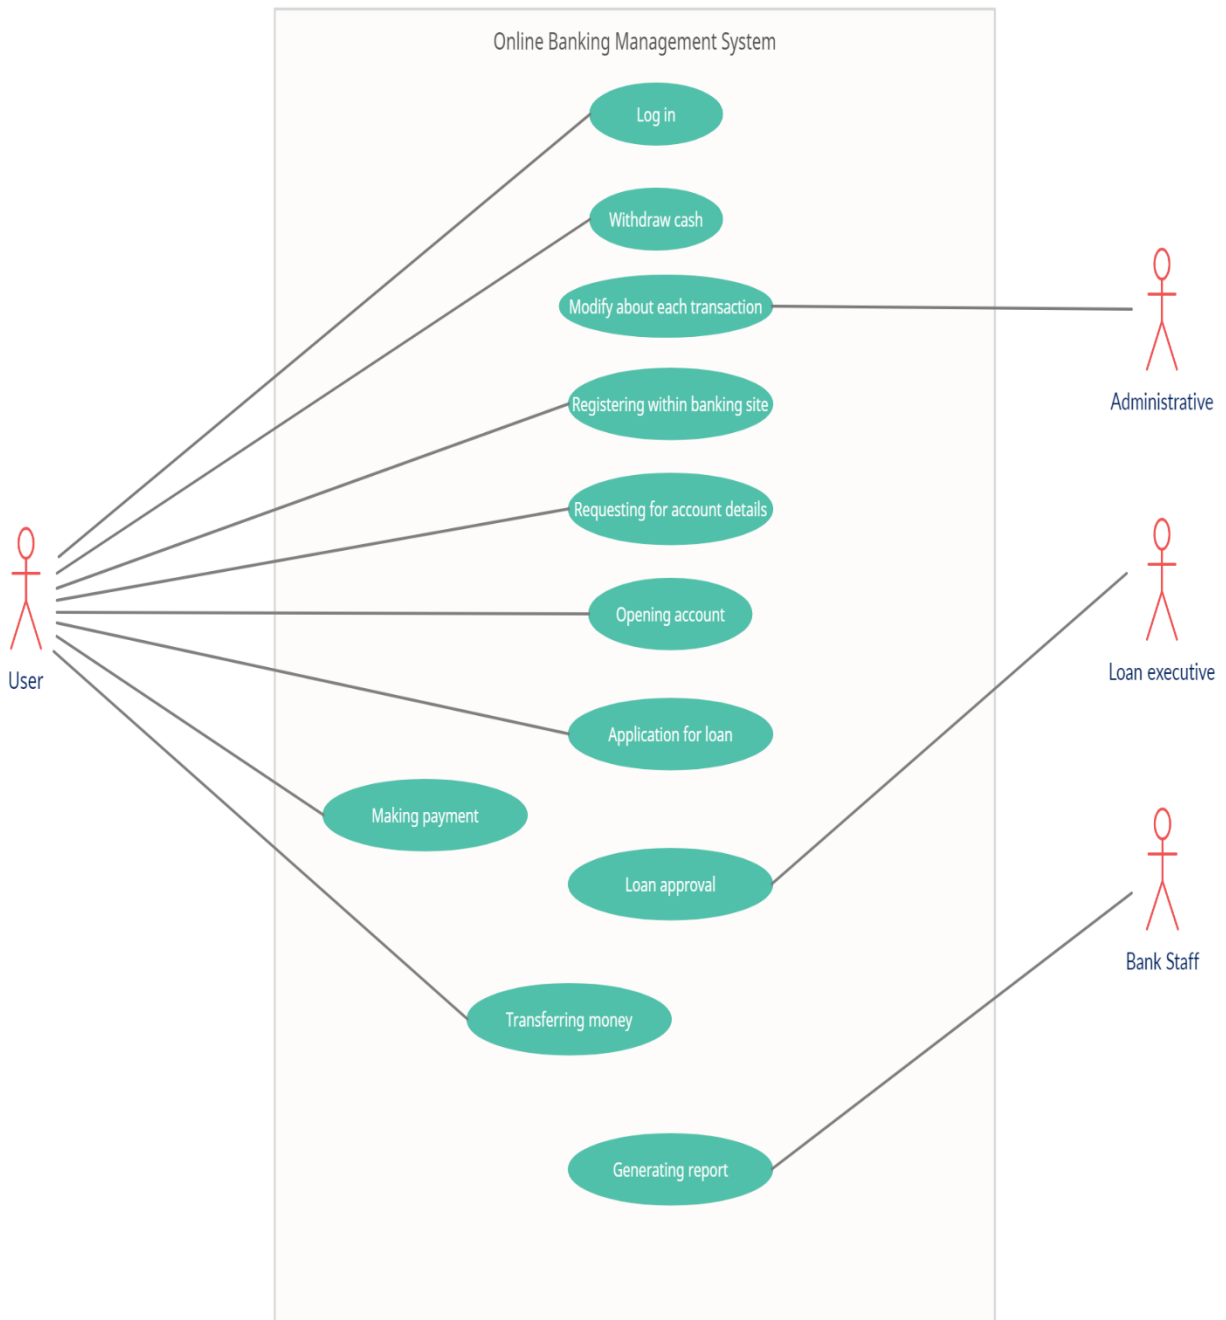 Online Banking Management System
Log in
Withdraw cash
Modify about each transaction
Administrative
Registering within banking site
Requesting for account details
Opening account
User
Loan executive
Application for loan
Making payment
Loan approval
Bank Staff
Transferring money
Generating report